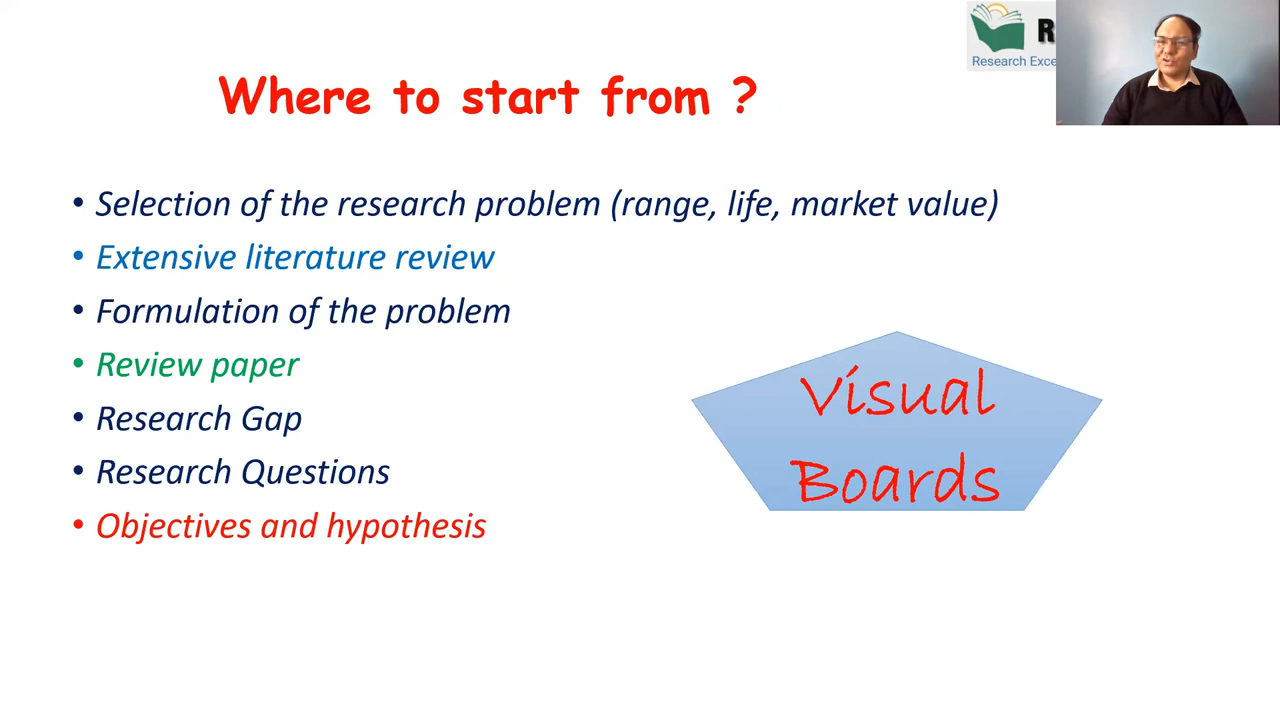 Where to start from ?
• Selection of the research problem (range, life, market value)
• Extensive literature review
• Formulation of the problem
• Review paper
• Research Gap
• Research Questions
• Objectives and hypothesis
Visual
Boards
R
Research Exce